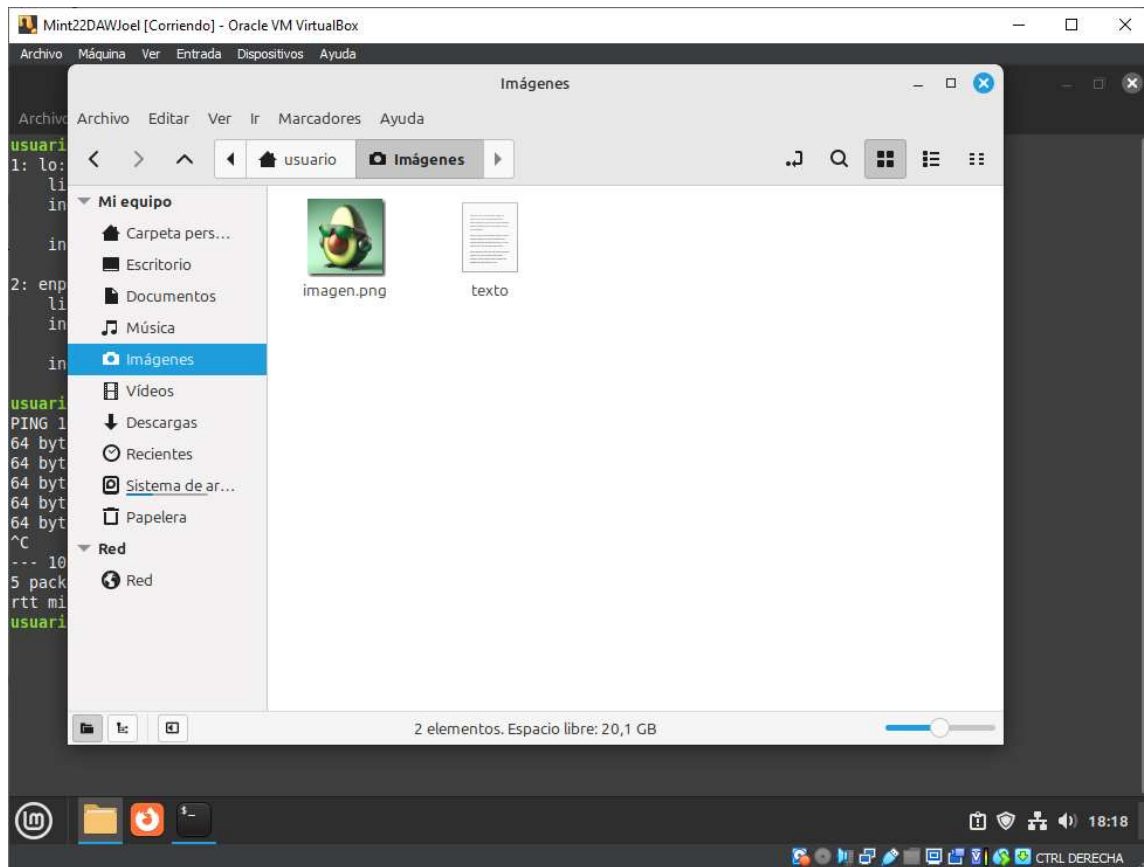 Mint22DAWJoel [Corriendo] - Oracle VM VirtualBox
Archivo Máquina Ver Entrada Dispositivos Ayuda
Imágenes
Archivo Editar Ver Ir Marcadores Ayuda
usuario Imágenes
Mi equipo
Carpeta pers...
Escritorio
Documentos
Música
Imágenes
Vídeos
Descargas
Recientes
Sistema de ar...
Papelera
Red
Red
imagen.png texto
2 elementos. Espacio libre: 20,1 GB
Archivo
usuari
1: lo:
li
in
in
2: enp
li
in
in
usuari
PING 1
64 byt
64 byt
64 byt
64 byt
64 byt
^C
--- 10
5 pack
rtt mi
usuari
18:18
CTRL DERECHA